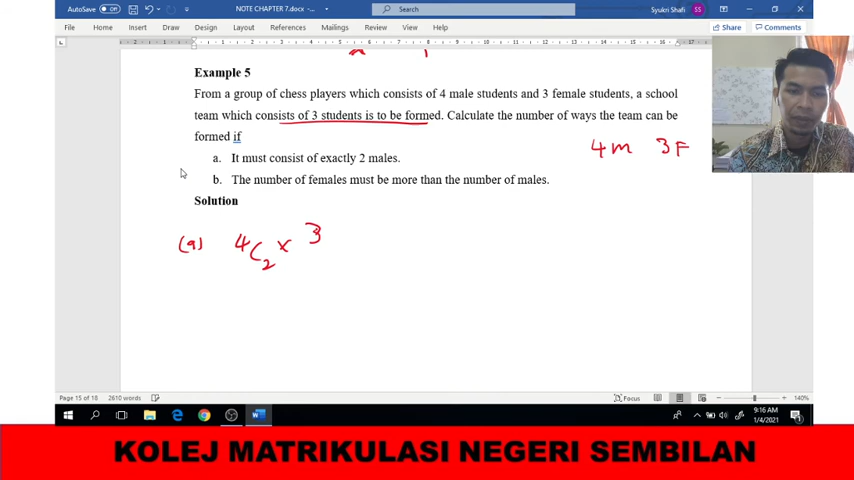 AutoSave Off NOTE CHAPTER 7.docx - ... Search Syukri Shafi SS
File Home Insert Draw Design Layout References Mailings Review View Help Share Comments
Example 5
From a group of chess players which consists of 4 male students and 3 female students, a school
team which consists of 3 students is to be formed. Calculate the number of ways the team can be
formed if
4 m 3 F
a. It must consist of exactly 2 males.
b. The number of females must be more than the number of males.
Solution
(a) 4C2 x 3
Page 15 of 18 2610 words Focus 140%
9:16 AM
1/4/2021
KOLEJ MATRIKULASI NEGERI SEMBILAN